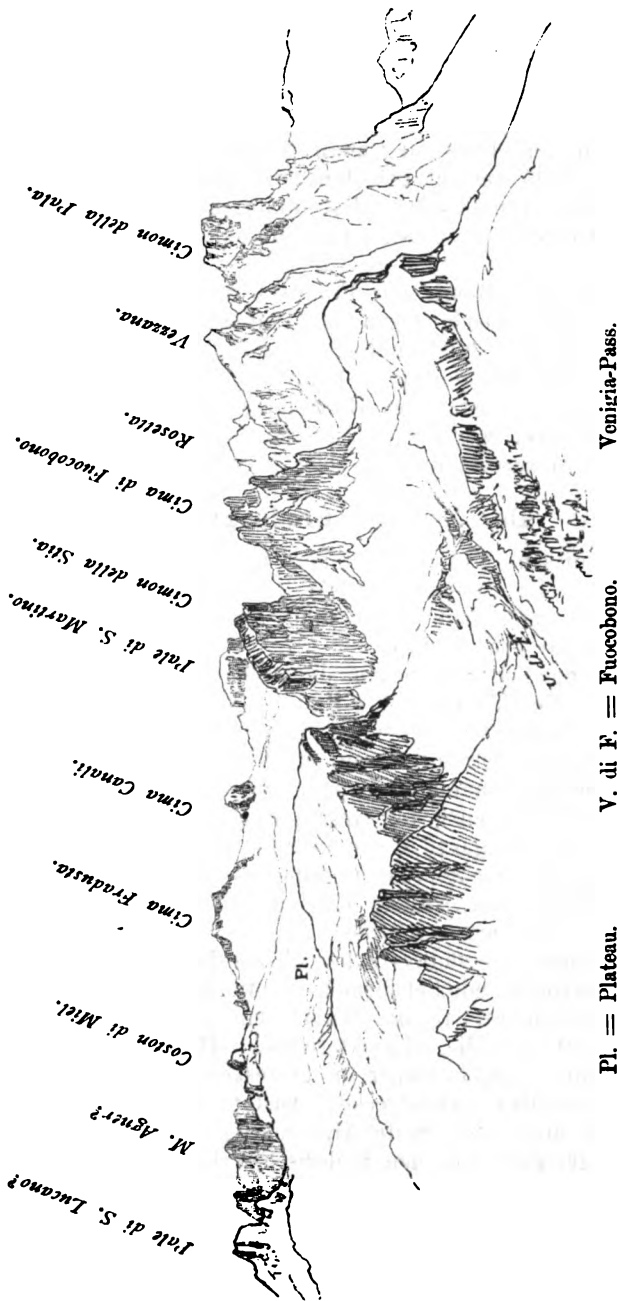 Pale di S. Lucano?
M. Agner?
Coston di Miel.
Cima Fradusta.
Cima Canali.
Pale di S. Martino.
Cimon della Stia.
Cima di Fuocobono.
Rosetta.
Vezzana.
Cimon della Pala.
Pl.
V. di F.
Pl. = Plateau. V. di F. = Fuocobono. Venigia-Pass.